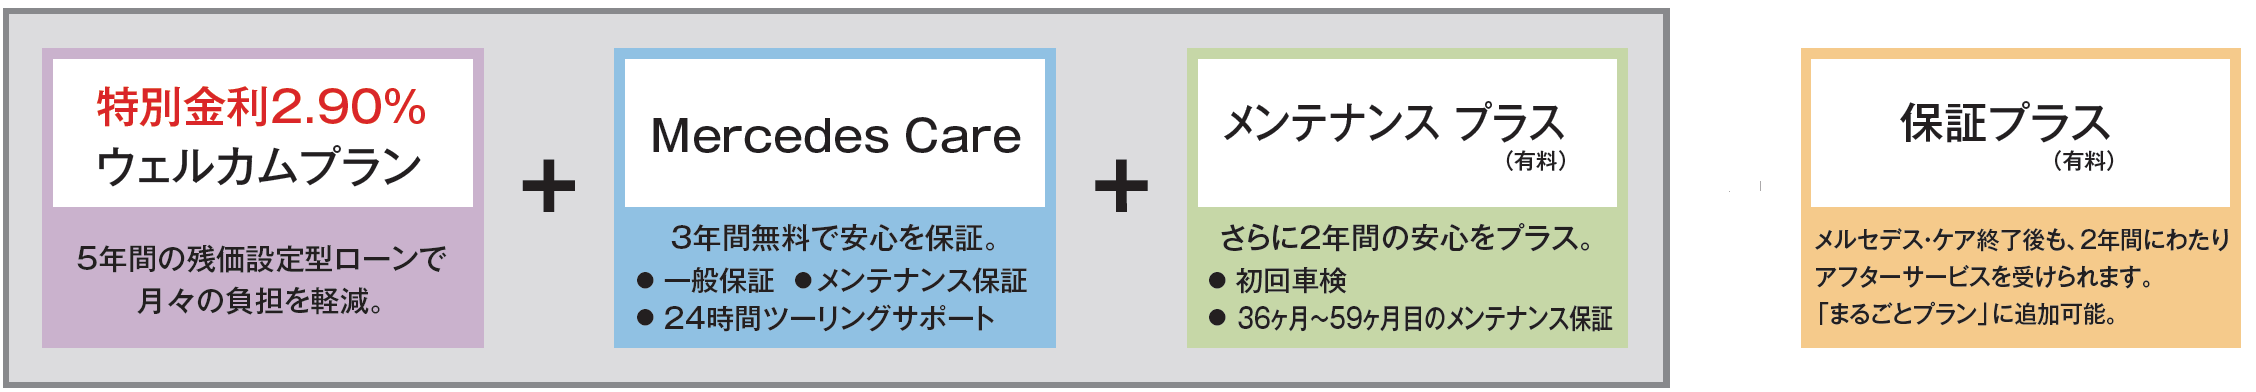 特別金利2.90%
ウェルカムプラン
5年間の残価設定型ローンで
月々の負担を軽減。
+
Mercedes Care
3年間無料で安心を保証。
● 一般保証 ● メンテナンス保証
● 24時間ツーリングサポート
+
メンテナンス プラス
（有料）
さらに2年間の安心をプラス。
● 初回車検
● 36ヶ月~59ヶ月目のメンテナンス保証
保証プラス
（有料）
メルセデス・ケア終了後も、2年間にわたり
アフターサービスを受けられます。
「まるごとプラン」に追加可能。